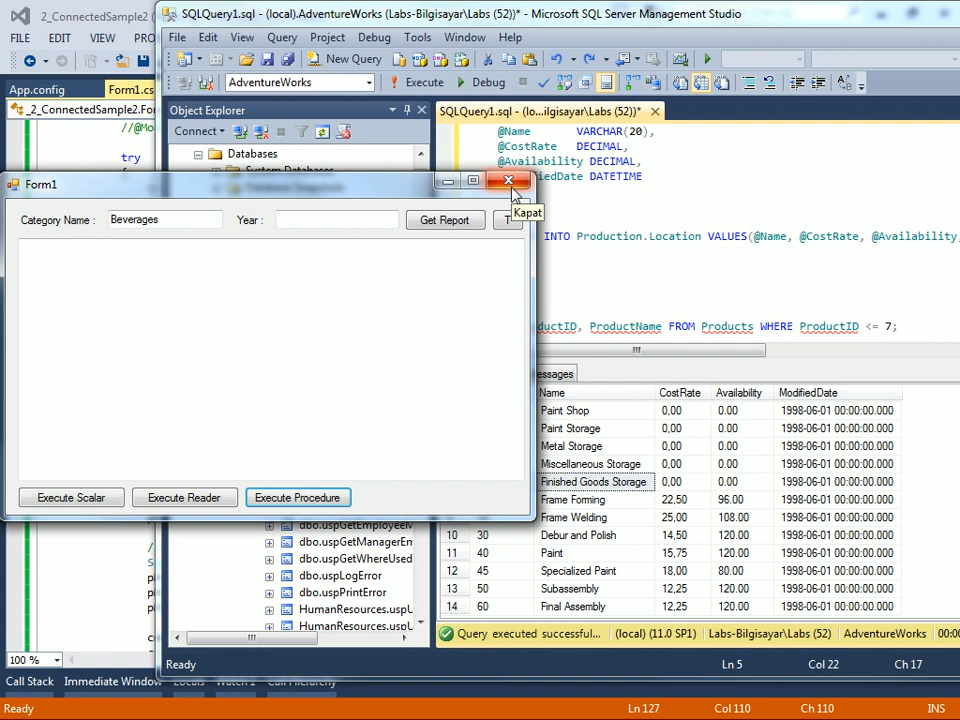 2_ConnectedSample2
FILE EDIT VIEW
App.config Form1.cs
_2_ConnectedSample2.Fo
try
SQLQuery1.sql - (local).AdventureWorks (Labs-Bilgisayar\Labs (52))* - Microsoft SQL Server Management Studio
File Edit View Query Project Debug Tools Window Help
New Query
AdventureWorks Execute Debug
Object Explorer
Connect
Databases
System Databases
SQLQuery1.sql - (lo...ilgisayar\Labs (52))*
@Name VARCHAR(20),
@CostRate DECIMAL,
@Availability DECIMAL,
iedDate DATETIME
INTO Production.Location VALUES(@Name, @CostRate, @Availability,
ductID, ProductName FROM Products WHERE ProductID <= 7;
Form1
Kapat
Category Name : Beverages Year : Get Report T
Execute Scalar Execute Reader Execute Procedure
essages
Name CostRate Availability ModifiedDate
Paint Shop 0,00 0.00 1998-06-01 00:00:00.000
Paint Storage 0,00 0.00 1998-06-01 00:00:00.000
Metal Storage 0,00 0.00 1998-06-01 00:00:00.000
Miscellaneous Storage 0,00 0.00 1998-06-01 00:00:00.000
Finished Goods Storage 0,00 0.00 1998-06-01 00:00:00.000
Frame Forming 22,50 96.00 1998-06-01 00:00:00.000
Frame Welding 25,00 108.00 1998-06-01 00:00:00.000
10 30 Debur and Polish 14,50 120.00 1998-06-01 00:00:00.000
11 40 Paint 15,75 120.00 1998-06-01 00:00:00.000
12 45 Specialized Paint 18,00 80.00 1998-06-01 00:00:00.000
13 50 Subassembly 12,25 120.00 1998-06-01 00:00:00.000
14 60 Final Assembly 12,25 120.00 1998-06-01 00:00:00.000
dbo.uspGetEmployeeM
dbo.uspGetManagerEm
dbo.uspGetWhereUsed
dbo.uspLogError
dbo.uspPrintError
HumanResources.uspU
HumanResources.uspU
Query executed successful... (local) (11.0 SP1) Labs-Bilgisayar\Labs (52) AdventureWorks 00:0
Ready Ln 5 Col 22 Ch 17
100 %
Call Stack Immediate Window Locals Watch 1 Call Hierarchy
Ready Ln 127 Col 110 Ch 110 INS